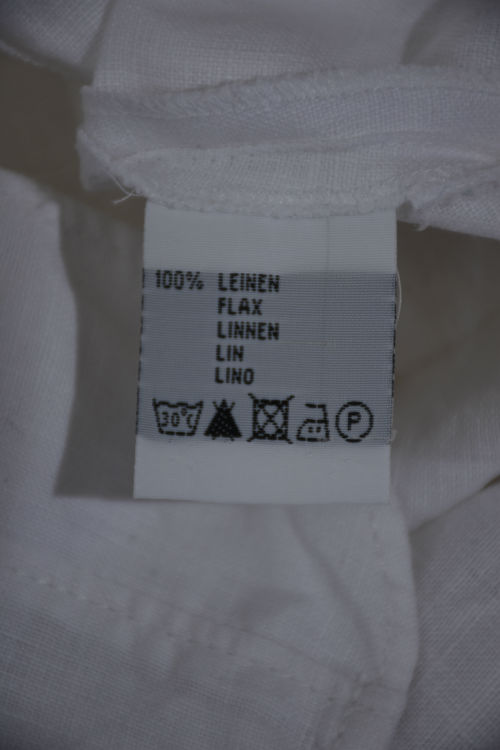 100% LEINEN
FLAX
LINNEN
LIN
LINO
30°C P